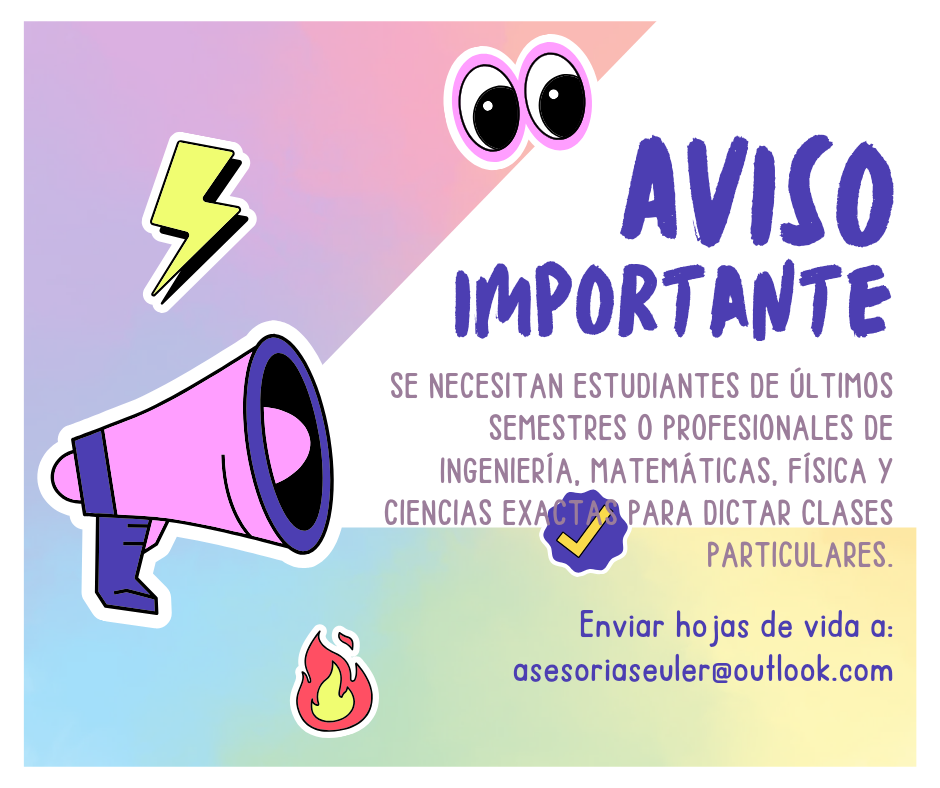 AVISO
IMPORTANTE
SE NECESITAN ESTUDIANTES DE ÚLTIMOS
SEMESTRES O PROFESIONALES DE
INGENIERÍA, MATEMÁTICAS, FÍSICA Y
CIENCIAS EXACTAS PARA DICTAR CLASES
PARTICULARES.
Enviar hojas de vida a:
asesoriaseuler@outlook.com